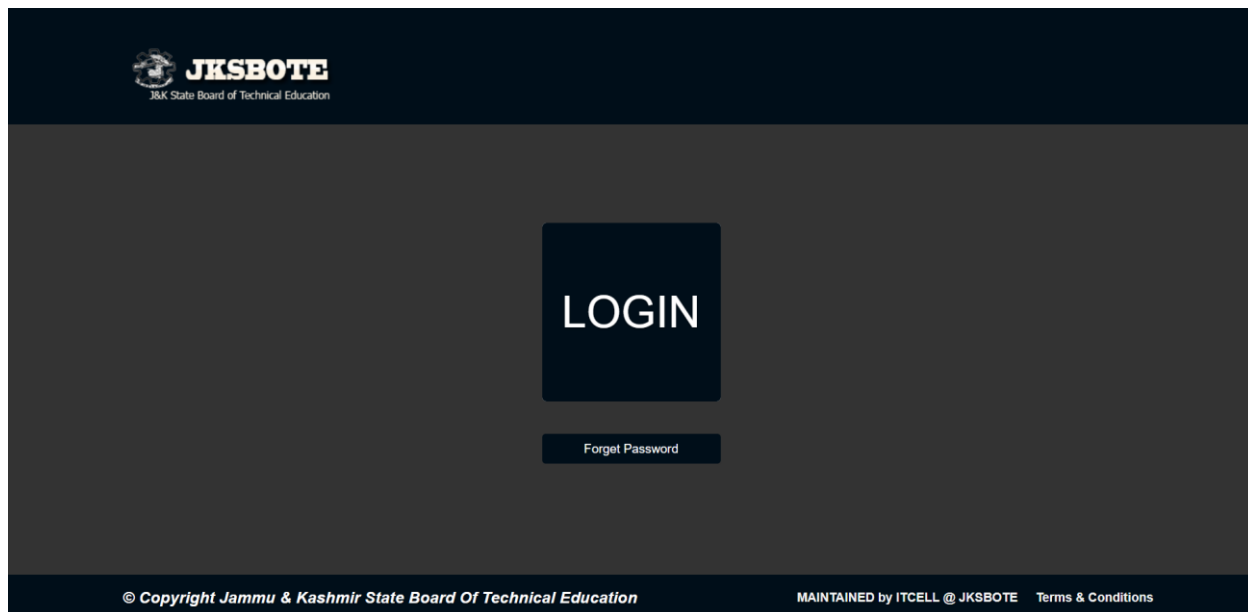 JKSBOTE
J&K State Board of Technical Education
LOGIN
Forget Password
© Copyright Jammu & Kashmir State Board Of Technical Education
MAINTAINED by ITCELL @ JKSBOTE Terms & Conditions